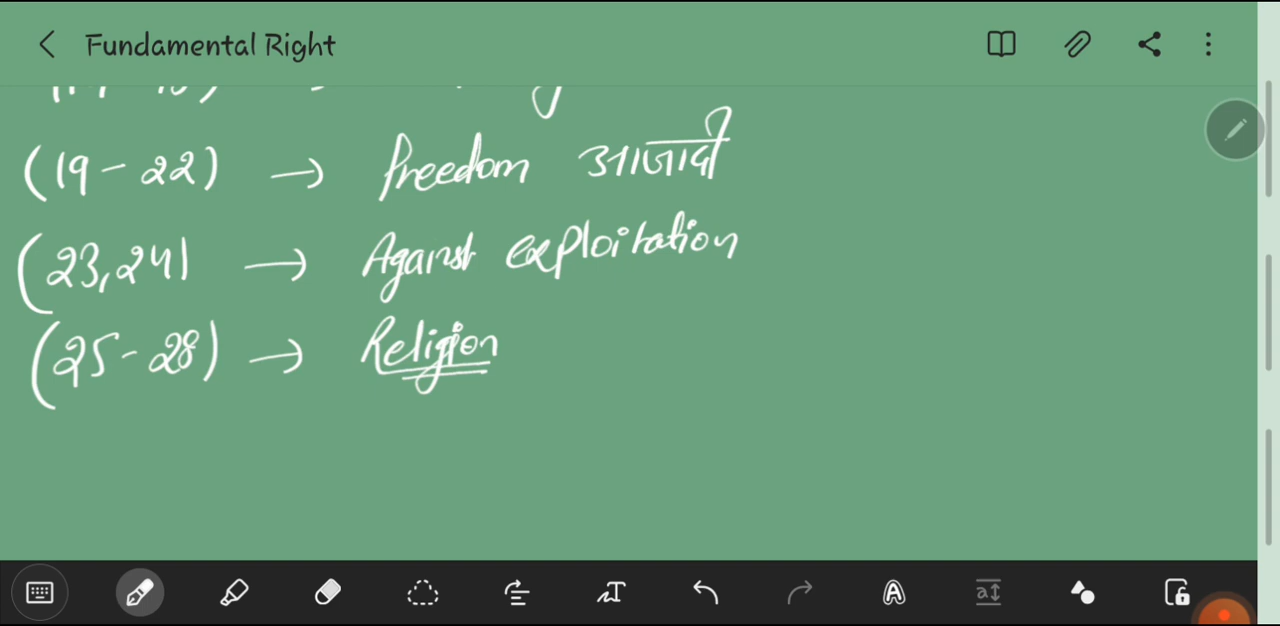 Fundamental Right
(19-22) → freedom आजादी
(23,24) → Against exploitation
(25-28) → Religion